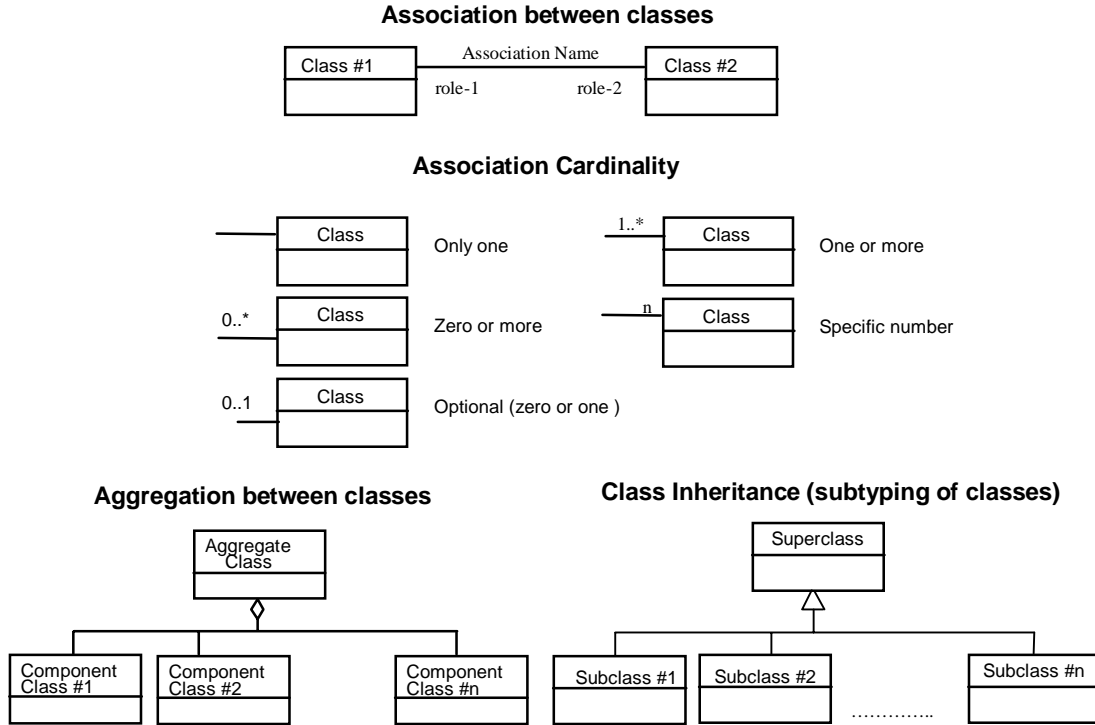 Association between classes
Class #1
Association Name
Class #2
role-1
role-2
Association Cardinality
Class
Only one
1..*
Class
One or more
0..*
Class
Zero or more
n
Class
Specific number
0..1
Class
Optional (zero or one )
Aggregation between classes
Class Inheritance (subtyping of classes)
Aggregate
Class
Superclass
Component
Class #1
Component
Class #2
Component
Class #n
Subclass #1
Subclass #2
…………..
Subclass #n